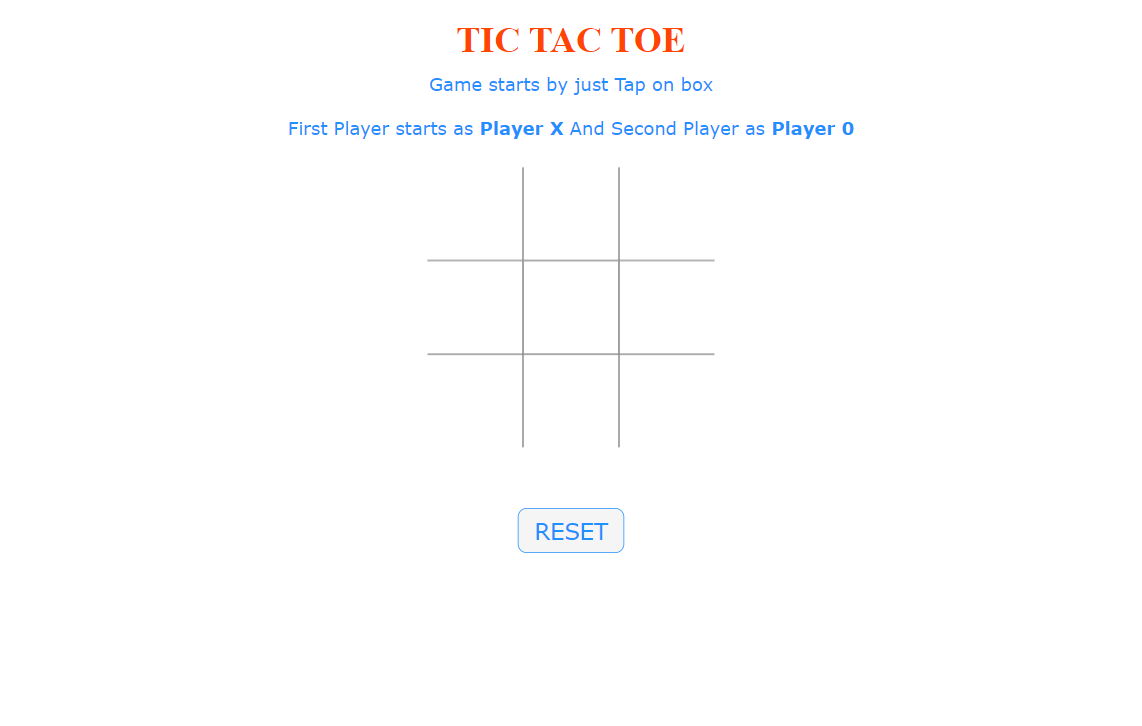 TIC TAC TOE
Game starts by just Tap on box
First Player starts as Player X And Second Player as Player 0
RESET